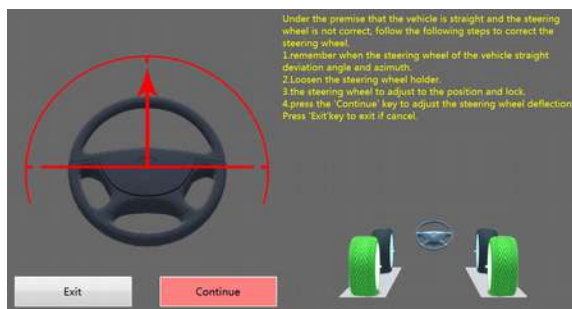 Under the premise that the vehicle is straight and the steering
wheel is not correct, follow the following steps to correct the
steering wheel.
1.remember when the steering wheel of the vehicle straight
deviation angle and azimuth.
2.Loosen the steering wheel holder.
3.the steering wheel to adjust to the position and lock.
4.press the 'Continue' key to adjust the steering wheel deflection
Press 'Exit'key to exit if cancel.
Exit
Continue